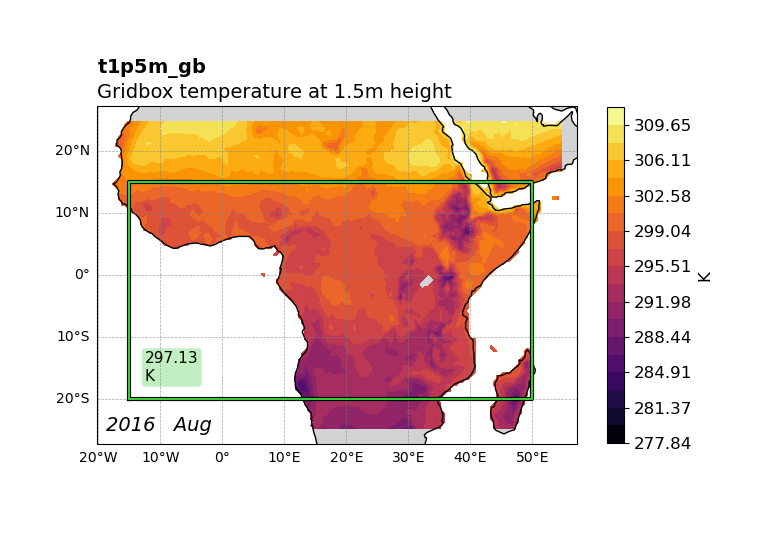 t1p5m_gb
Gridbox temperature at 1.5m height
20°N
10°N
0°
10°S
20°S
20°W 10°W 0° 10°E 20°E 30°E 40°E 50°E
297.13
K
2016 Aug
309.65
306.11
302.58
299.04
295.51
291.98
288.44
284.91
281.37
277.84
K